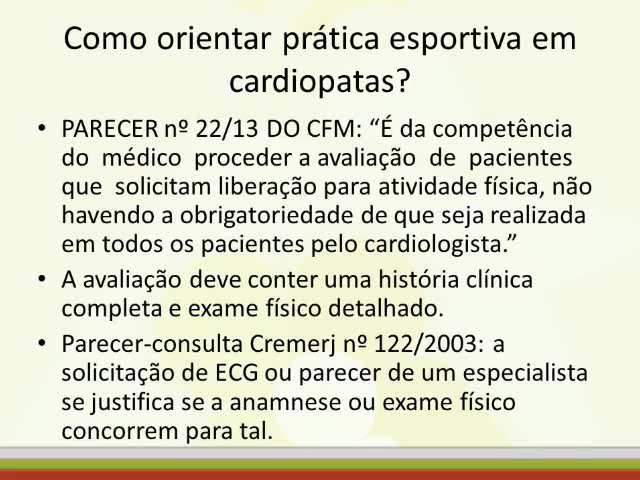 Como orientar prática esportiva em
cardiopatas?
• PARECER nº 22/13 DO CFM: “É da competência
do médico proceder a avaliação de pacientes
que solicitam liberação para atividade física, não
havendo a obrigatoriedade de que seja realizada
em todos os pacientes pelo cardiologista.”
• A avaliação deve conter uma história clínica
completa e exame físico detalhado.
• Parecer-consulta Cremerj nº 122/2003: a
solicitação de ECG ou parecer de um especialista
se justifica se a anamnese ou exame físico
concorrem para tal.